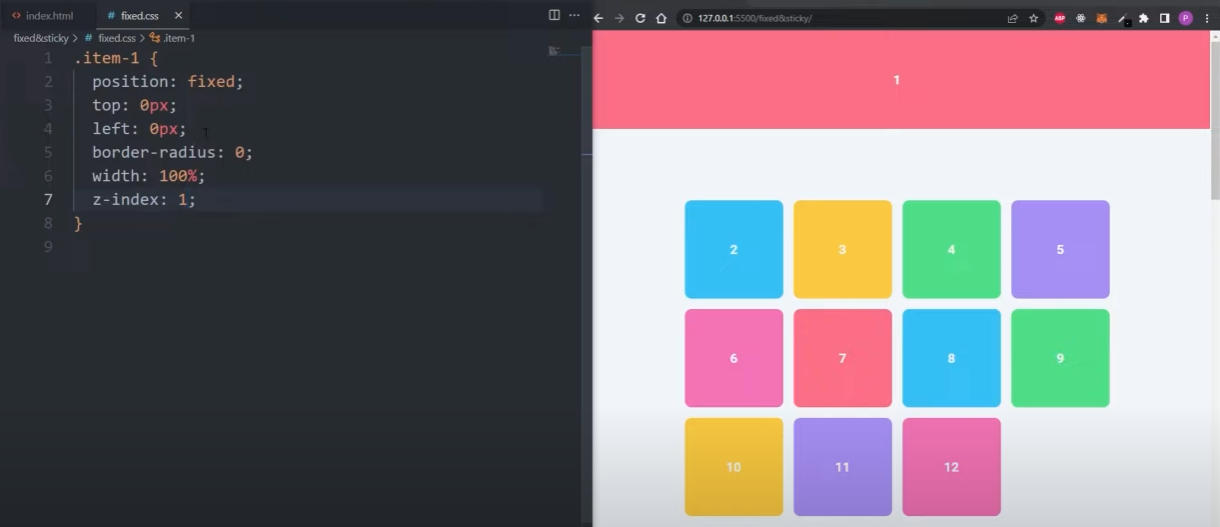 index.html
fixed.css
fixed&sticky > # fixed.css > .item-1
1 .item-1 {
2 position: fixed;
3 top: 0px;
4 left: 0px;
5 border-radius: 0;
6 width: 100%;
7 z-index: 1;
8 }
9
127.0.0.1:5500/fixed&sticky/
ABP
P
1
2 3 4 5
6 7 8 9
10 11 12